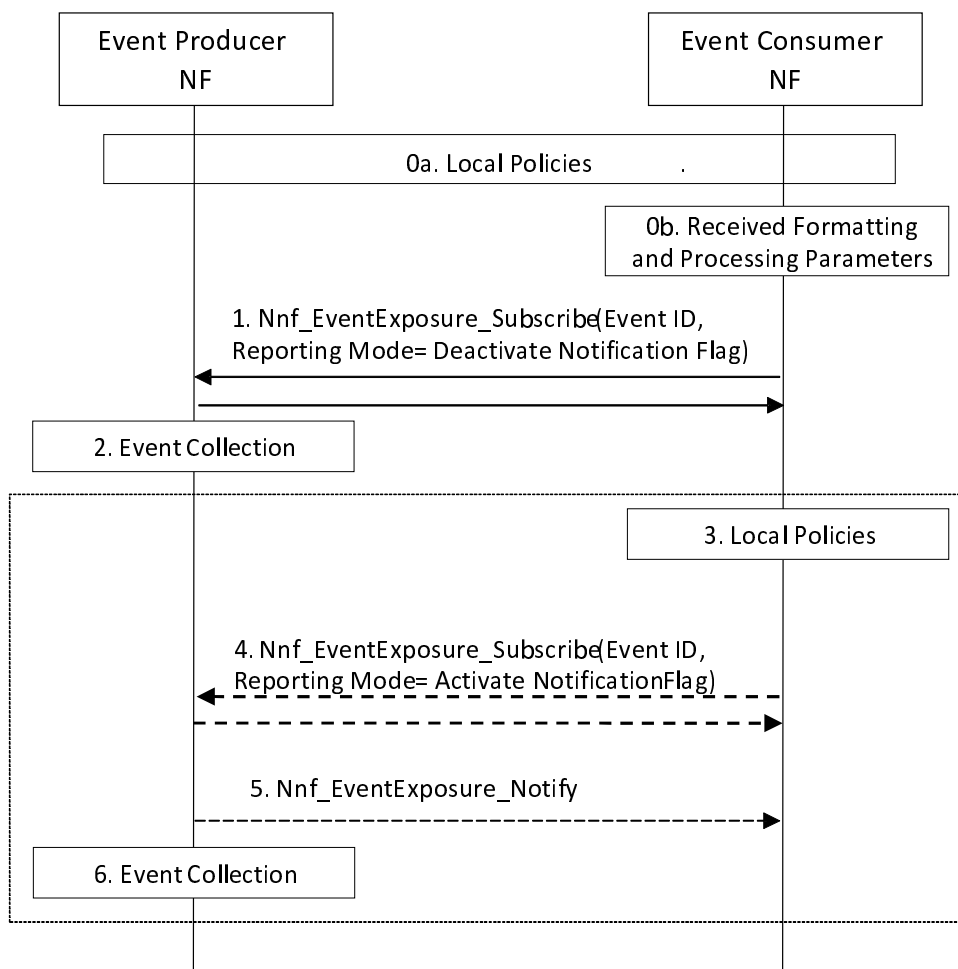 Event Producer
NF
Event Consumer
NF
0a. Local Policies .
0b. Received Formatting
and Processing Parameters
1. Nnf_EventExposure_Subscribe(Event ID,
Reporting Mode= Deactivate Notification Flag)
2. Event Collection
3. Local Policies
4. Nnf_EventExposure_Subscribe(Event ID,
Reporting Mode= Activate NotificationFlag)
5. Nnf_EventExposure_Notify
6. Event Collection